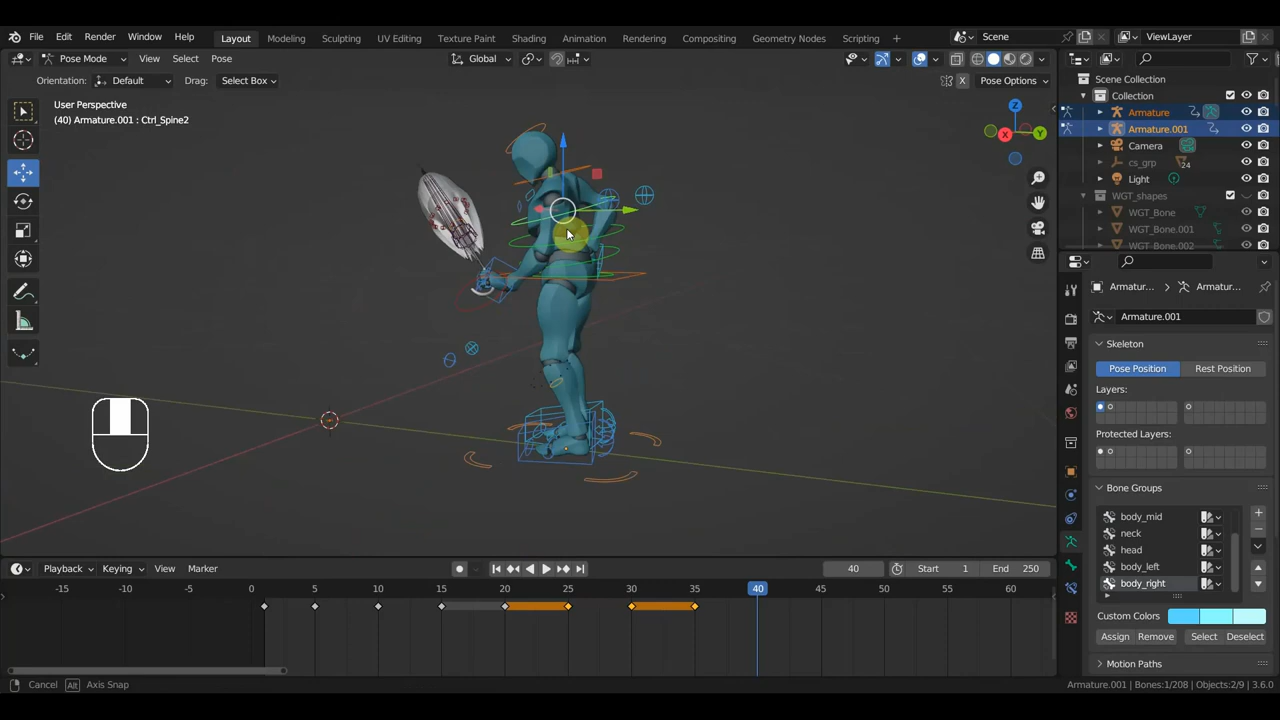 File Edit Render Window Help Layout Modeling Sculpting UV Editing Texture Paint Shading Animation Rendering Compositing Geometry Nodes Scripting + Scene ViewLayer
Pose Mode View Select Pose Global
Orientation: Default Drag: Select Box X Pose Options
User Perspective
(40) Armature.001 : Ctrl_Spine2
Z
X
Y
Scene Collection
Collection
Armature
Armature.001
Camera
cs_grp 24
Light
WGT_shapes
WGT_Bone
WGT_Bone.001
WGT_Bone.002
Armatur... Armatur...
Armature.001
Skeleton
Pose Position Rest Position
Layers:
Protected Layers:
Bone Groups
body_mid
neck
head
body_left
body_right
Custom Colors
Assign Remove Select Deselect
Motion Paths
Playback Keying View Marker 40 Start 1 End 250
-15 -10 -5 0 5 10 15 20 25 30 35 40 45 50 55 60
Cancel Alt Axis Snap
Armature.001 | Bones:1/208 | Objects:2/9 | 3.6.0